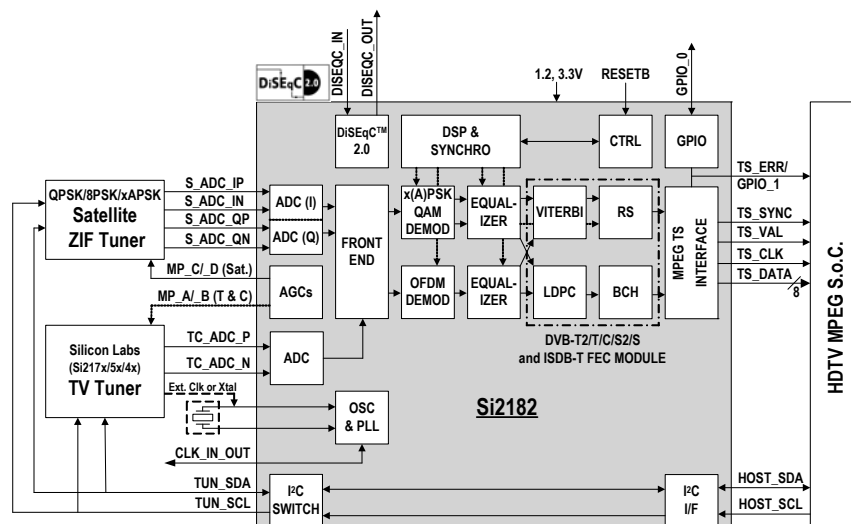 DISEQC_IN
DISEQC_OUT
DiSEqC 2.0
1.2, 3.3V
RESETB
GPIO_0
DiSEqC™
2.0
DSP &
SYNCHRO
CTRL
GPIO
TS_ERR/
GPIO_1
QPSK/8PSK/xAPSK
Satellite
ZIF Tuner
S_ADC_IP
S_ADC_IN
S_ADC_QP
S_ADC_QN
ADC (I)
ADC (Q)
FRONT
END
x(A)PSK
QAM
DEMOD
EQUAL-
IZER
VITERBI
RS
MPEG TS
INTERFACE
TS_SYNC
TS_VAL
TS_CLK
TS_DATA
8
HDTV MPEG S.o.C.
MP_C/_D (Sat.)
MP_A/_B (T & C)
AGCs
OFDM
DEMOD
EQUAL-
IZER
LDPC
BCH
DVB-T2/T/C/S2/S
and ISDB-T FEC MODULE
Silicon Labs
(Si217x/5x/4x)
TV Tuner
TC_ADC_P
TC_ADC_N
ADC
Ext. Clk or Xtal
OSC
& PLL
Si2182
CLK_IN_OUT
TUN_SDA
TUN_SCL
I²C
SWITCH
I²C
I/F
HOST_SDA
HOST_SCL